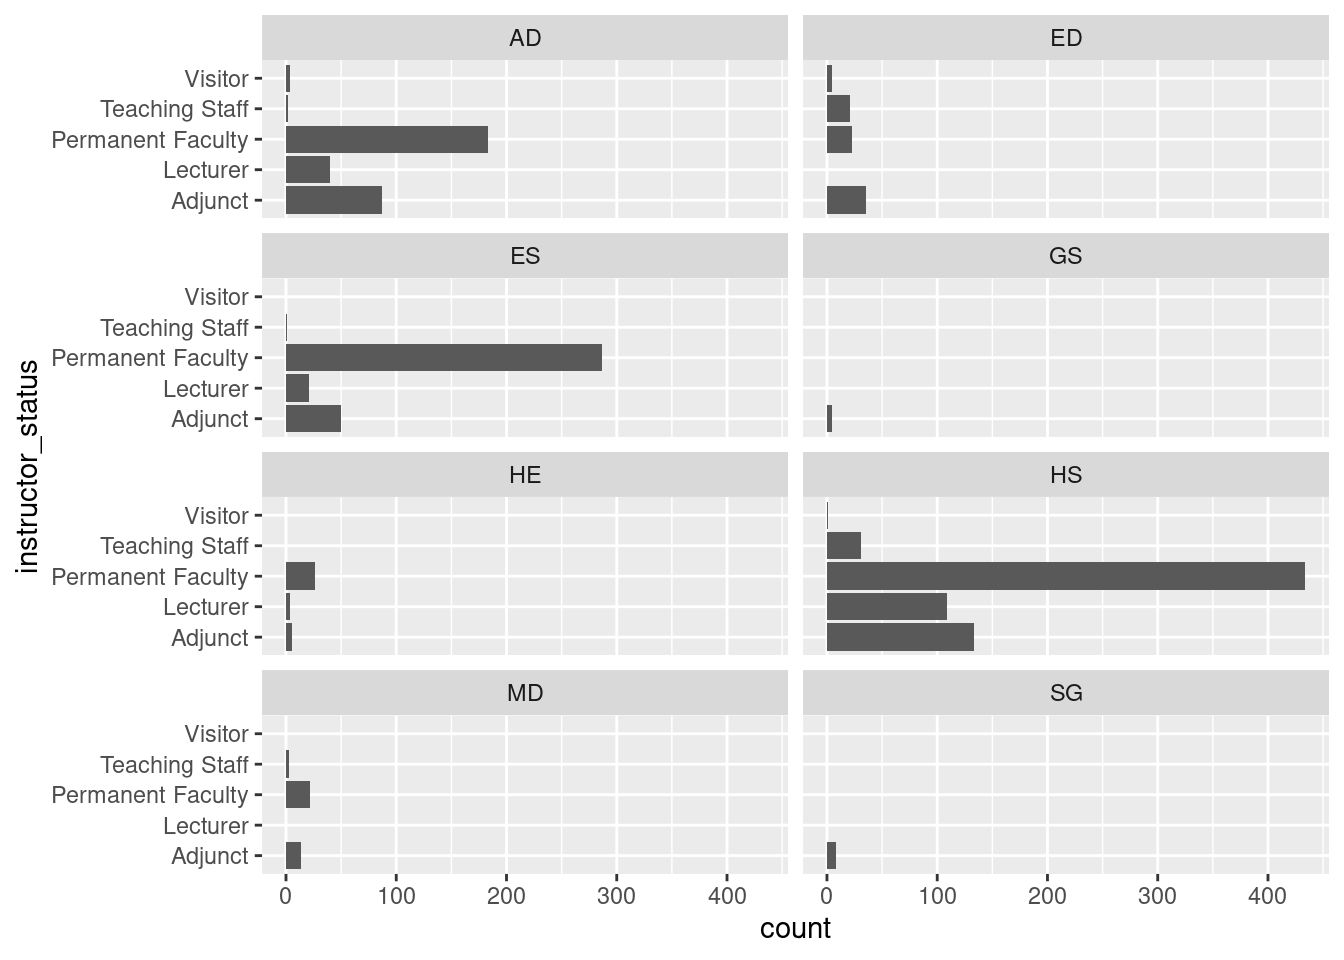 AD
ED
Visitor
Teaching Staff
Permanent Faculty
Lecturer
Adjunct
ES
GS
Visitor
Teaching Staff
Permanent Faculty
Lecturer
Adjunct
HE
HS
Visitor
Teaching Staff
Permanent Faculty
Lecturer
Adjunct
MD
SG
Visitor
Teaching Staff
Permanent Faculty
Lecturer
Adjunct
0 100 200 300 400
0 100 200 300 400
count
instructor_status